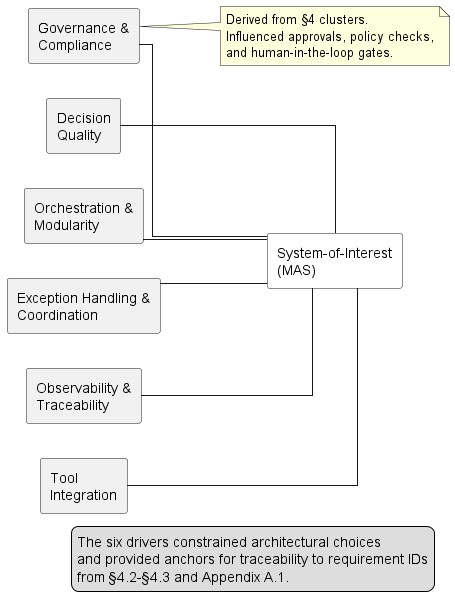 Governance &
Compliance
Derived from §4 clusters.
Influenced approvals, policy checks,
and human-in-the-loop gates.
Decision
Quality
Orchestration &
Modularity
System-of-Interest
(MAS)
Exception Handling &
Coordination
Observability &
Traceability
Tool
Integration
The six drivers constrained architectural choices
and provided anchors for traceability to requirement IDs
from §4.2-§4.3 and Appendix A.1.